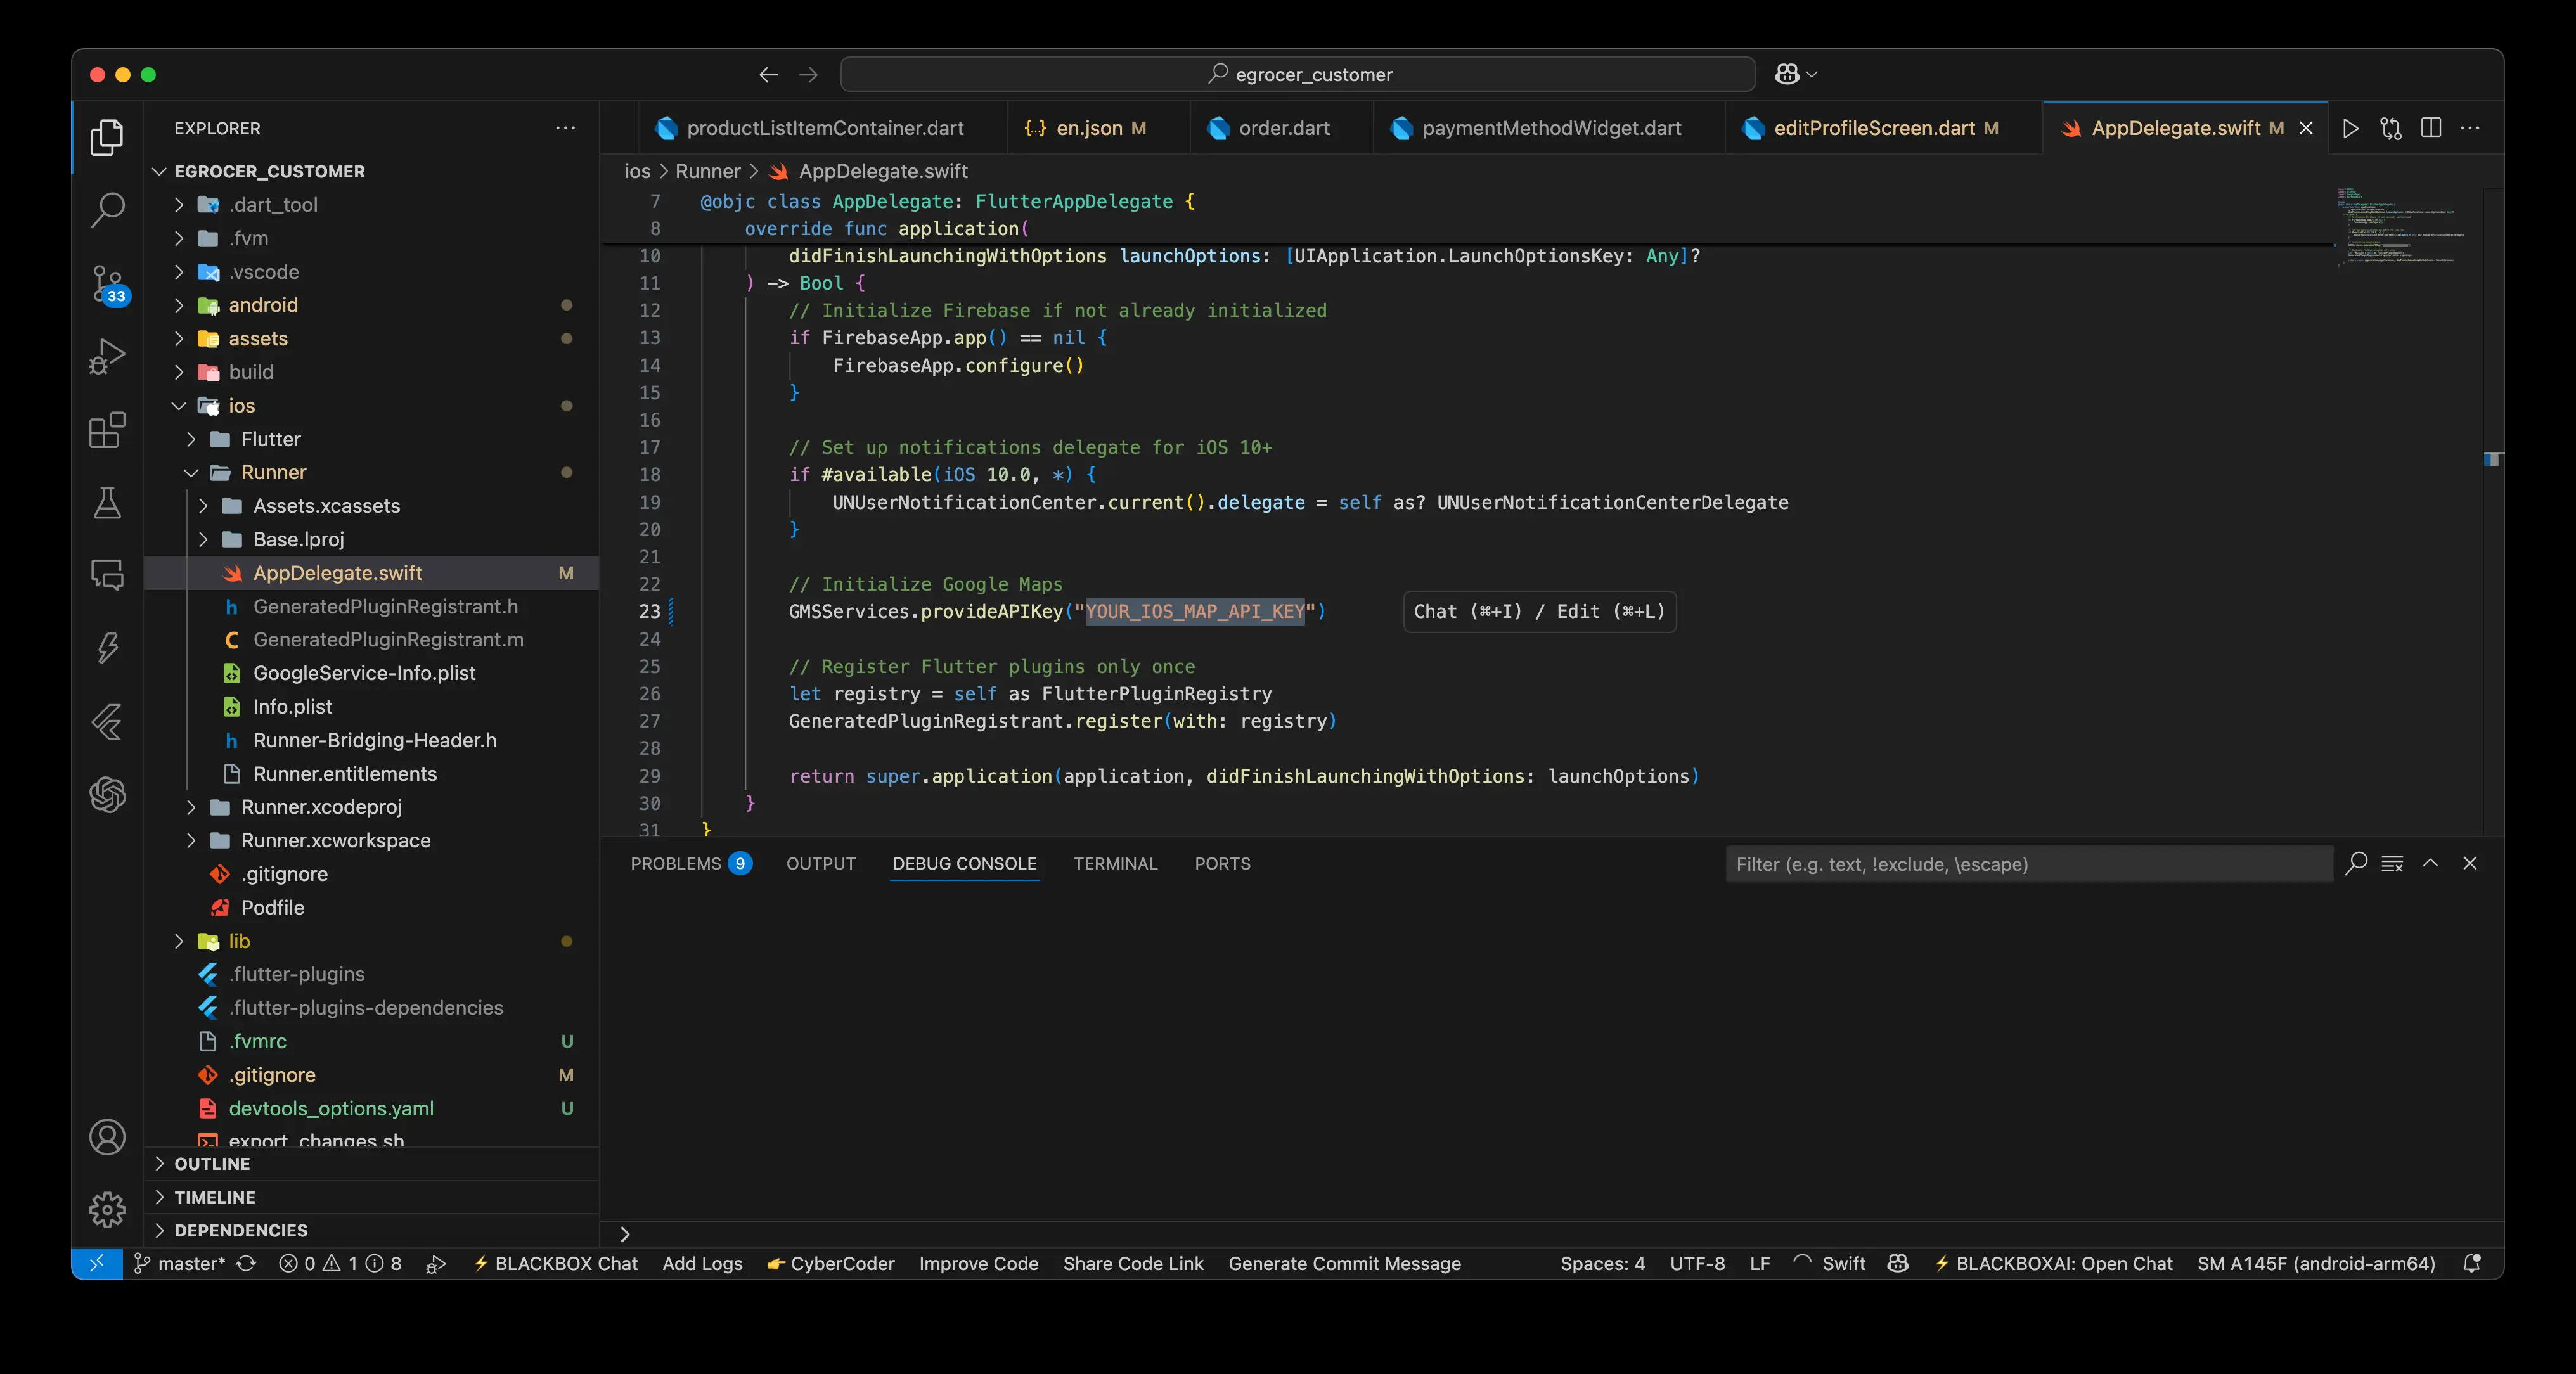 egrocer_customer
EXPLORER
EGROCER_CUSTOMER
.dart_tool
.fvm
.vscode
android
assets
build
ios
Flutter
Runner
Assets.xcassets
Base.lproj
AppDelegate.swift M
GeneratedPluginRegistrant.h
GeneratedPluginRegistrant.m
GoogleService-Info.plist
Info.plist
Runner-Bridging-Header.h
Runner.entitlements
Runner.xcodeproj
Runner.xcworkspace
.gitignore
Podfile
lib
.flutter-plugins
.flutter-plugins-dependencies
.fvmrc U
.gitignore M
devtools_options.yaml U
export_changes.sh
OUTLINE
TIMELINE
DEPENDENCIES
33
productListItemContainer.dart {..} en.json M order.dart paymentMethodWidget.dart editProfileScreen.dart M AppDelegate.swift M
ios > Runner > AppDelegate.swift
7 @objc class AppDelegate: FlutterAppDelegate {
8 override func application(
10 didFinishLaunchingWithOptions launchOptions: [UIApplication.LaunchOptionsKey: Any]?
11 ) -> Bool {
12 // Initialize Firebase if not already initialized
13 if FirebaseApp.app() == nil {
14 FirebaseApp.configure()
15 }
16
17 // Set up notifications delegate for iOS 10+
18 if #available(iOS 10.0, *) {
19 UNUserNotificationCenter.current().delegate = self as? UNUserNotificationCenterDelegate
20 }
21
22 // Initialize Google Maps
23 GMSServices.provideAPIKey("YOUR_IOS_MAP_API_KEY") Chat (⌘+I) / Edit (⌘+L)
24
25 // Register Flutter plugins only once
26 let registry = self as FlutterPluginRegistry
27 GeneratedPluginRegistrant.register(with: registry)
28
29 return super.application(application, didFinishLaunchingWithOptions: launchOptions)
30 }
31 }
PROBLEMS 9 OUTPUT DEBUG CONSOLE TERMINAL PORTS Filter (e.g. text, !exclude, \escape)
master* 0 1 8 BLACKBOX Chat Add Logs CyberCoder Improve Code Share Code Link Generate Commit Message Spaces: 4 UTF-8 LF Swift BLACKBOXAI: Open Chat SM A145F (android-arm64)